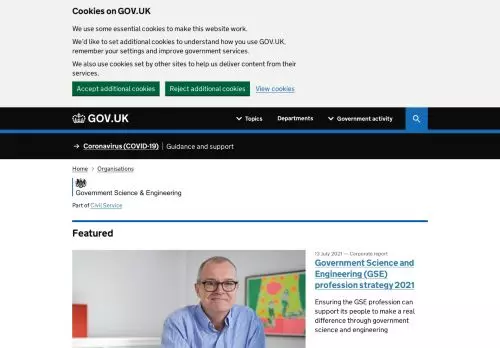 Cookies on GOV.UK
We use some essential cookies to make this website work.
We'd like to set additional cookies to understand how you use GOV.UK,
remember your settings and improve government services.
We also use cookies set by other sites to help us deliver content from their
services.
Accept additional cookies Reject additional cookies View cookies
GOV.UK Topics Departments Government activity
→ Coronavirus (COVID-19) Guidance and support
Home > Organisations
Government Science & Engineering
Part of Civil Service
Featured
13 July 2021 — Corporate report
Government Science and
Engineering (GSE)
profession strategy 2021
Ensuring the GSE profession can
support its people to make a real
difference through government
science and engineering